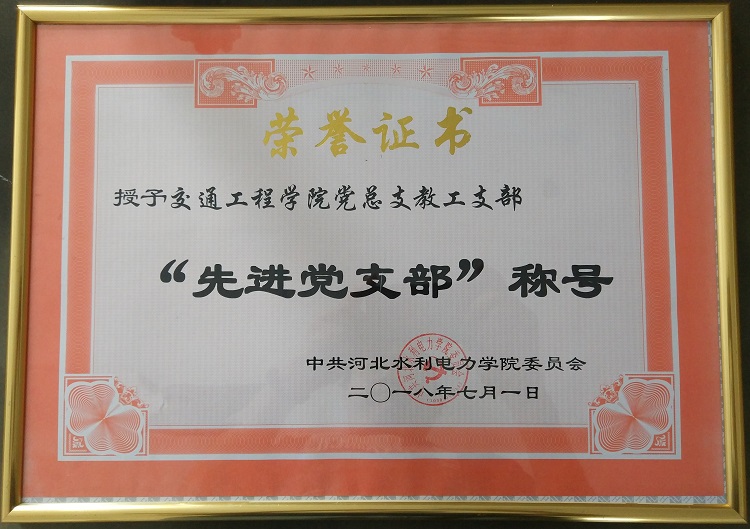 荣誉证书
授予交通工程学院党总支教工支部
“先进党支部”称号
中共河北水利电力学院委员会
二〇一八年七月一日